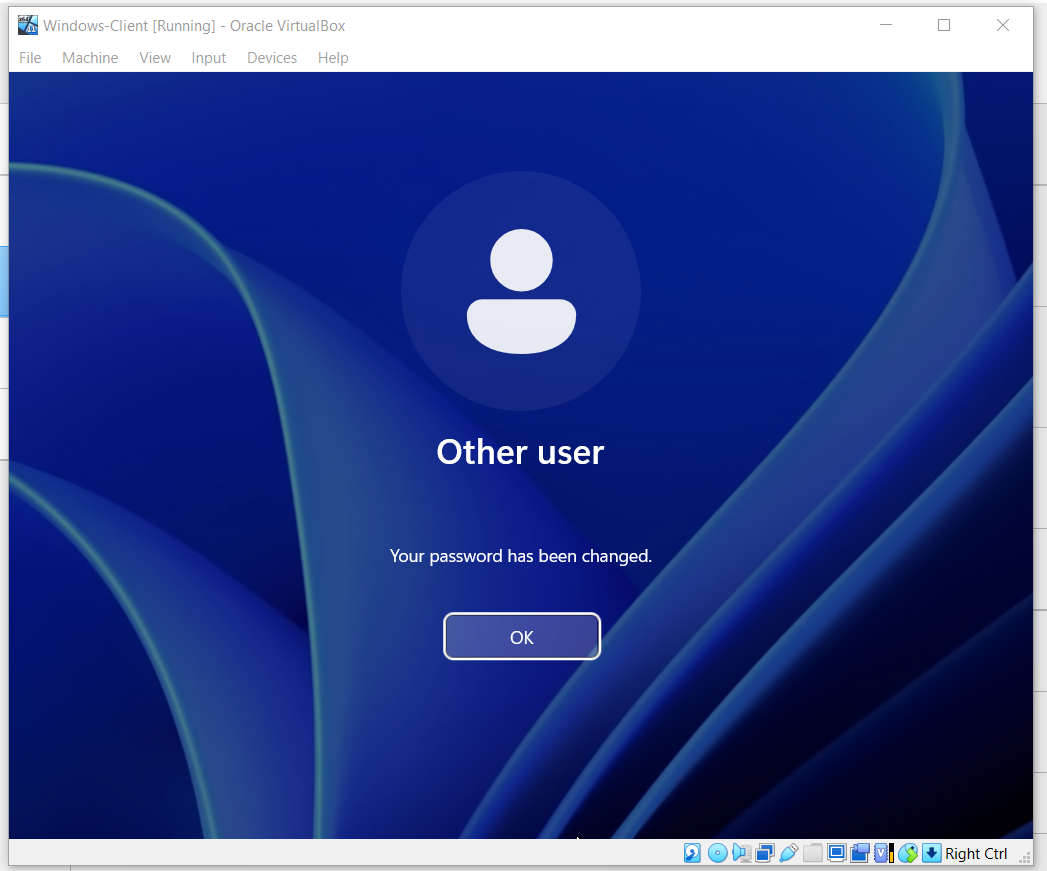 Windows-Client [Running] - Oracle VirtualBox
File Machine View Input Devices Help
Other user
Your password has been changed.
OK
Right Ctrl